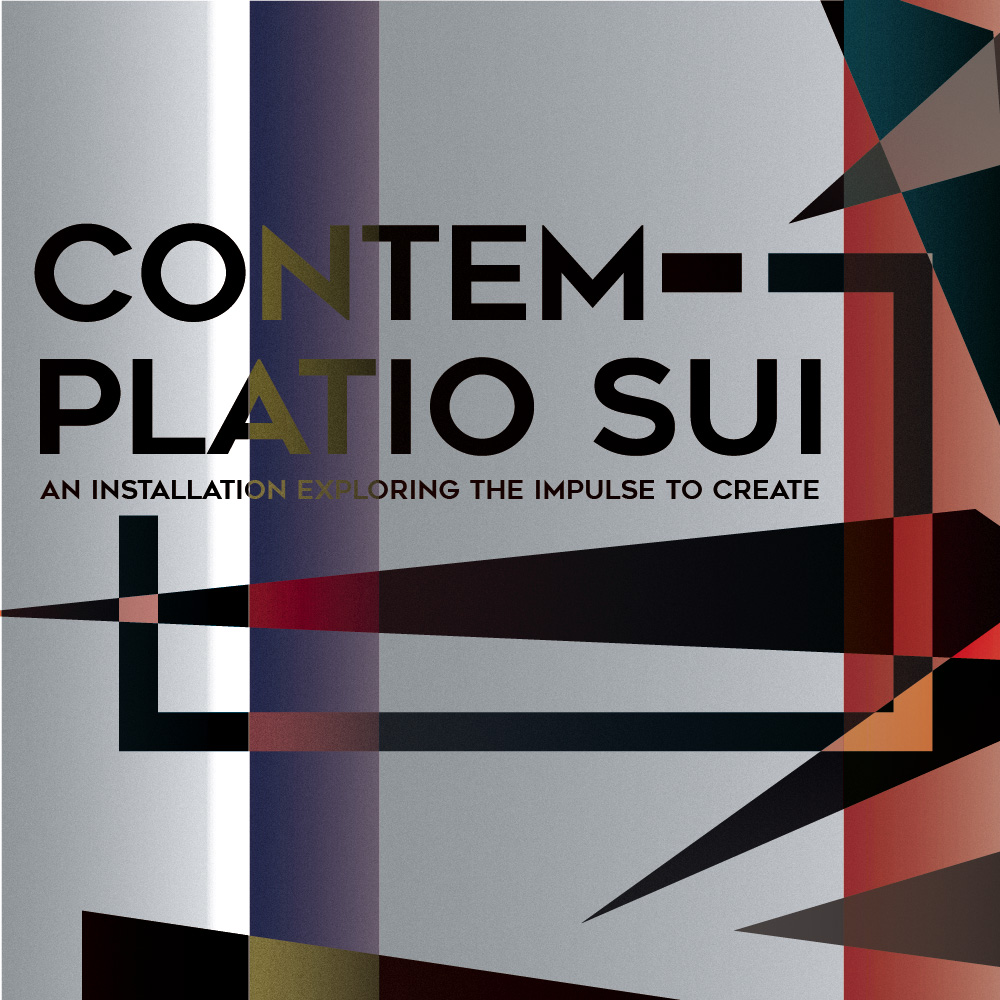 CONTEM-
PLATIO SUI
AN INSTALLATION EXPLORING THE IMPULSE TO CREATE